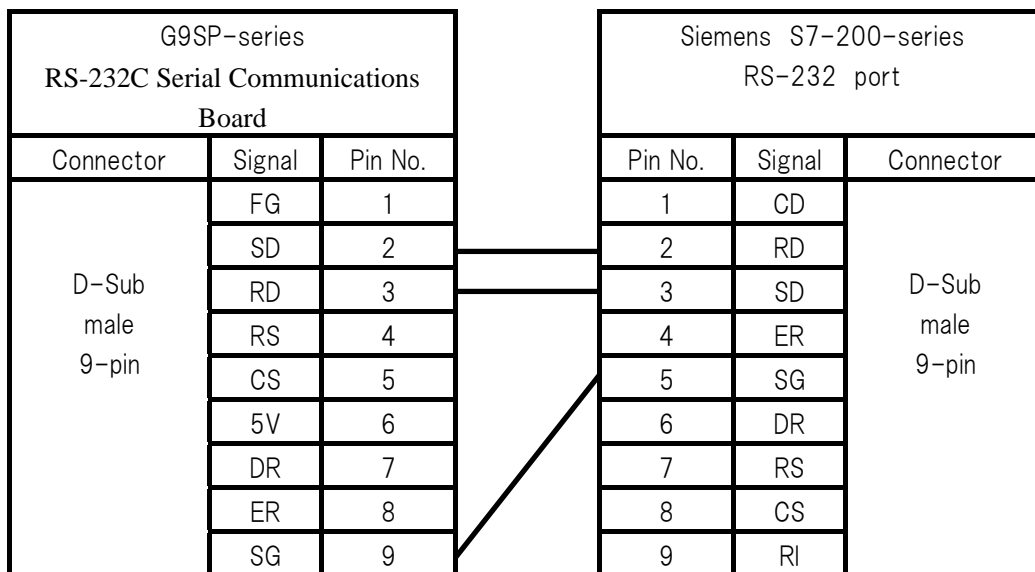 G9SP-series
RS-232C Serial Communications
Board
Connector Signal Pin No.
FG 1
SD 2
D-Sub RD 3
male RS 4
9-pin CS 5
5V 6
DR 7
ER 8
SG 9
Siemens S7-200-series
RS-232 port
Pin No. Signal Connector
1 CD
2 RD
3 SD D-Sub
4 ER male
5 SG 9-pin
6 DR
7 RS
8 CS
9 RI